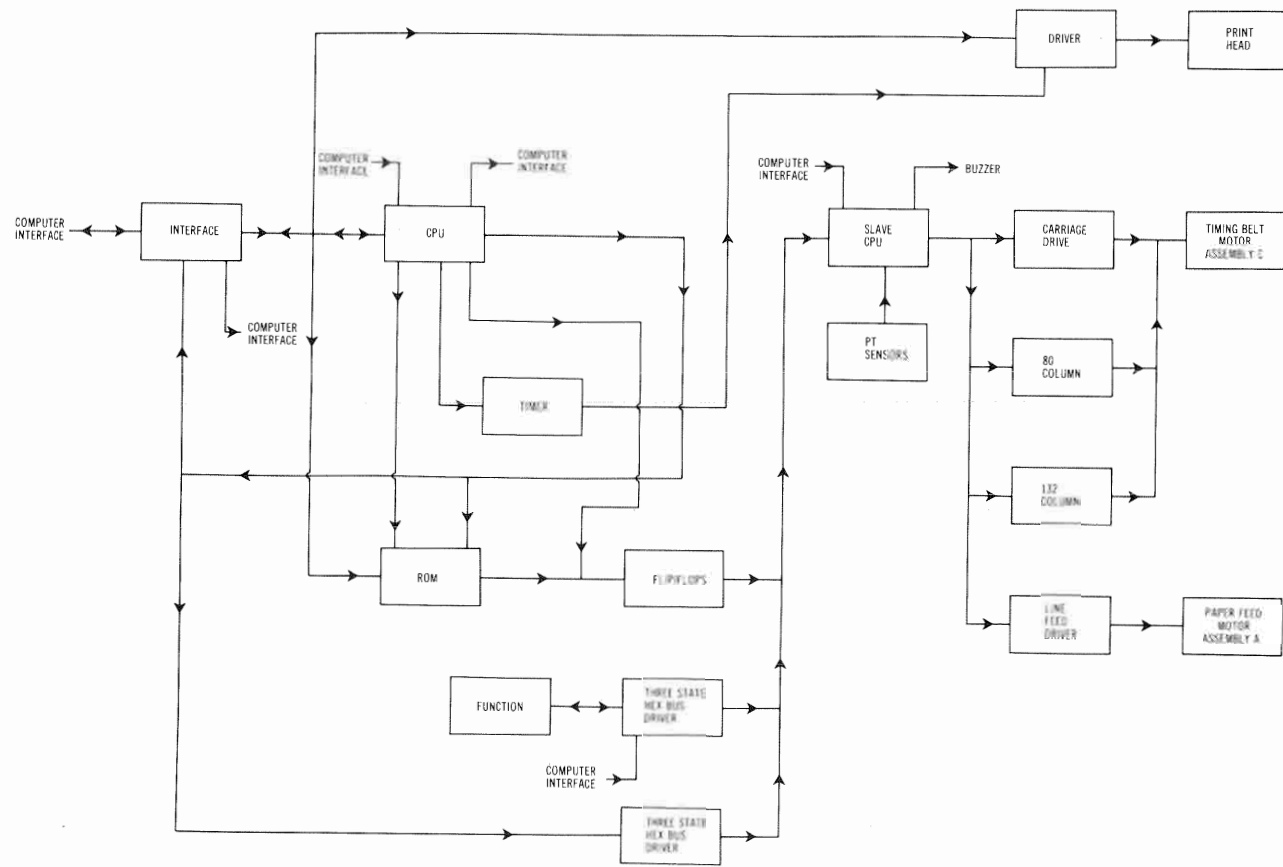 DRIVER
PRINT
HEAD
COMPUTER
INTERFACE
COMPUTER
INTERFACE
COMPUTER
INTERFACE
BUZZER
COMPUTER
INTERFACE
INTERFACE
CPU
SLAVE
CPU
CARRIAGE
DRIVE
TIMING BELT
MOTOR
ASSEMBLY C
COMPUTER
INTERFACE
PT
SENSORS
80
COLUMN
TIMER
132
COLUMN
ROM
FLIP/FLOPS
LINE
FEED
DRIVER
PAPER FEED
MOTOR
ASSEMBLY A
FUNCTION
THREE STATE
HEX BUS
DRIVER
COMPUTER
INTERFACE
THREE STATE
HEX BUS
DRIVER